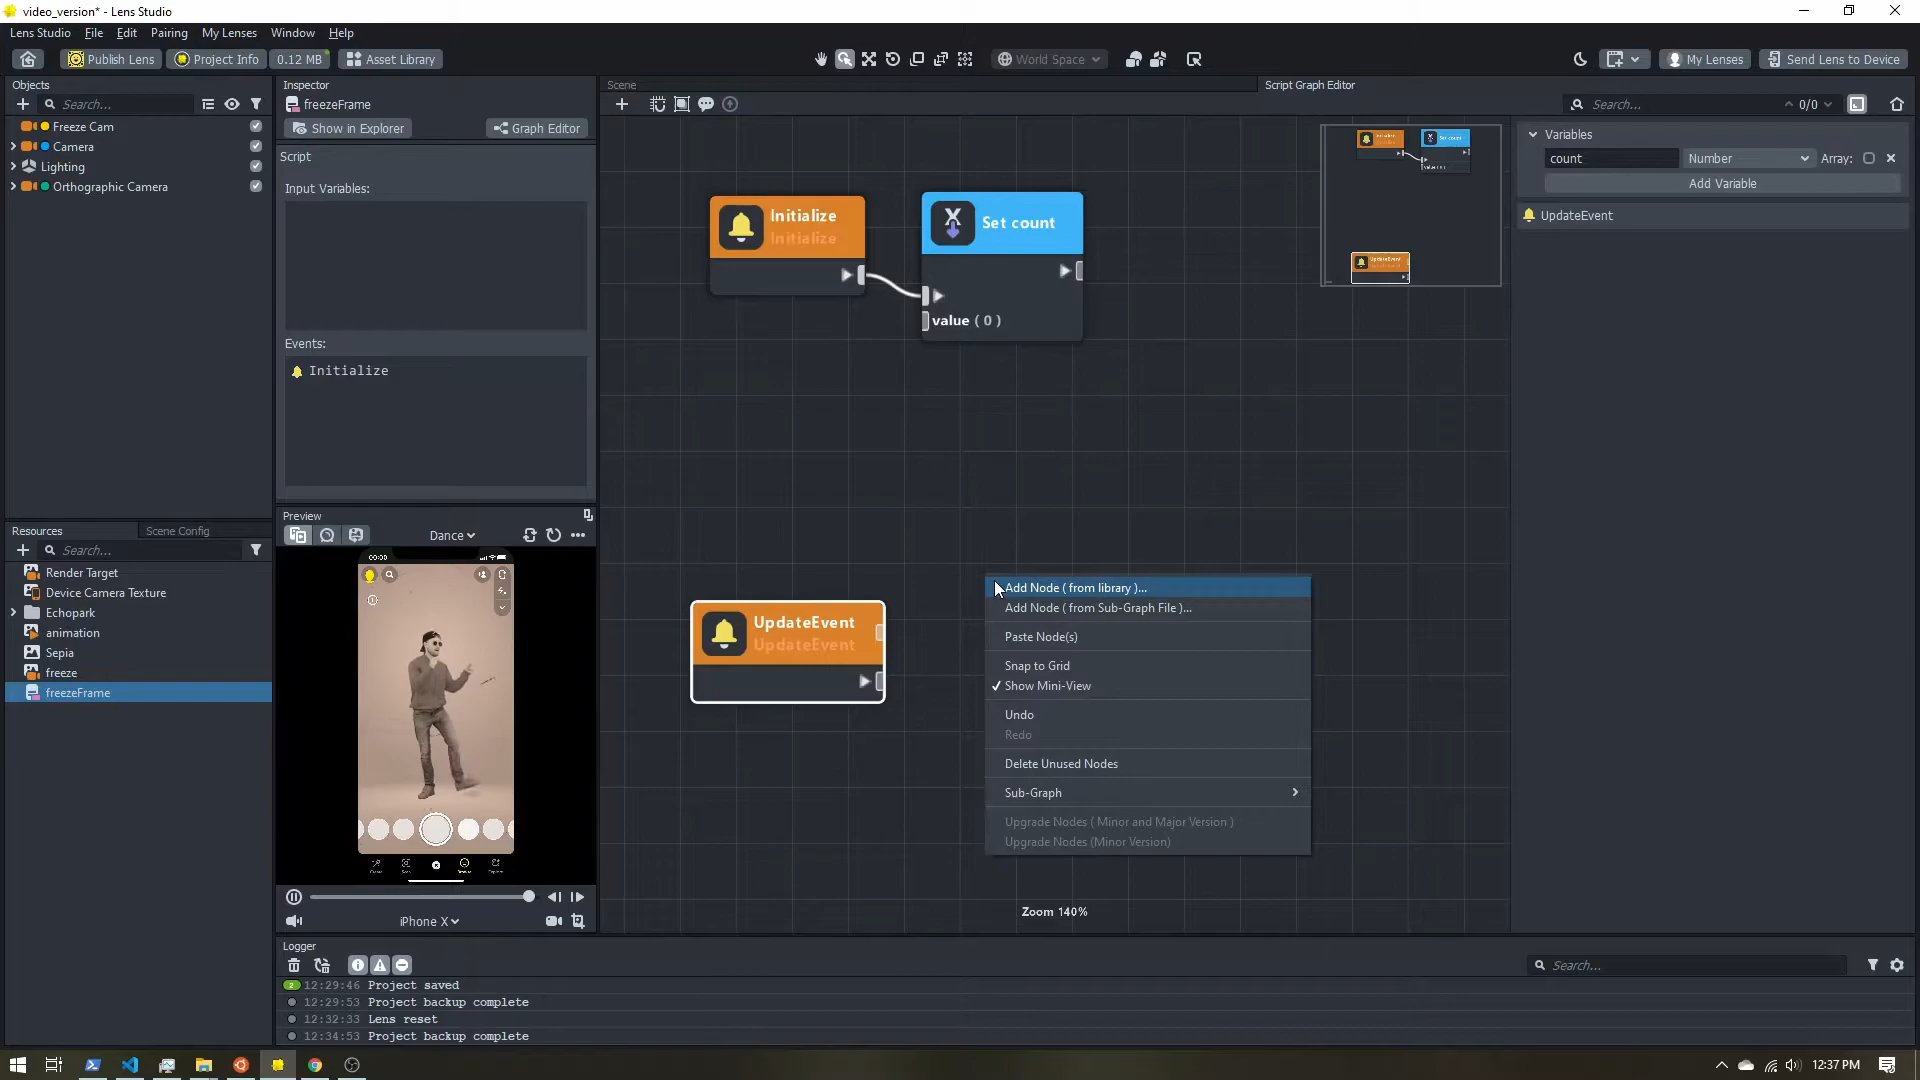 video_version* - Lens Studio
Lens Studio File Edit Pairing My Lenses Window Help
Publish Lens Project Info 0.12 MB Asset Library World Space My Lenses Send Lens to Device
Objects
Search...
Freeze Cam
Camera
Lighting
Orthographic Camera
Resources Scene Config
Search...
Render Target
Device Camera Texture
Echopark
animation
Sepia
freeze
freezeFrame
Inspector
freezeFrame
Show in Explorer Graph Editor
Script
Input Variables:
Events:
Initialize
Preview
Dance
00:00
iPhone X
Scene Script Graph Editor
Search... 0/0
Initialize
Initialize
Set count
value ( 0 )
UpdateEvent
UpdateEvent
Add Node ( from library )...
Add Node ( from Sub-Graph File )...
Paste Node(s)
Snap to Grid
Show Mini-View
Undo
Redo
Delete Unused Nodes
Sub-Graph
Upgrade Nodes ( Minor and Major Version )
Upgrade Nodes (Minor Version)
Zoom 140%
Initialize
Set count
UpdateEvent
Variables
count Number Array:
Add Variable
UpdateEvent
Logger
Search...
2 12:29:46 Project saved
12:29:53 Project backup complete
12:32:33 Lens reset
12:34:53 Project backup complete
12:37 PM